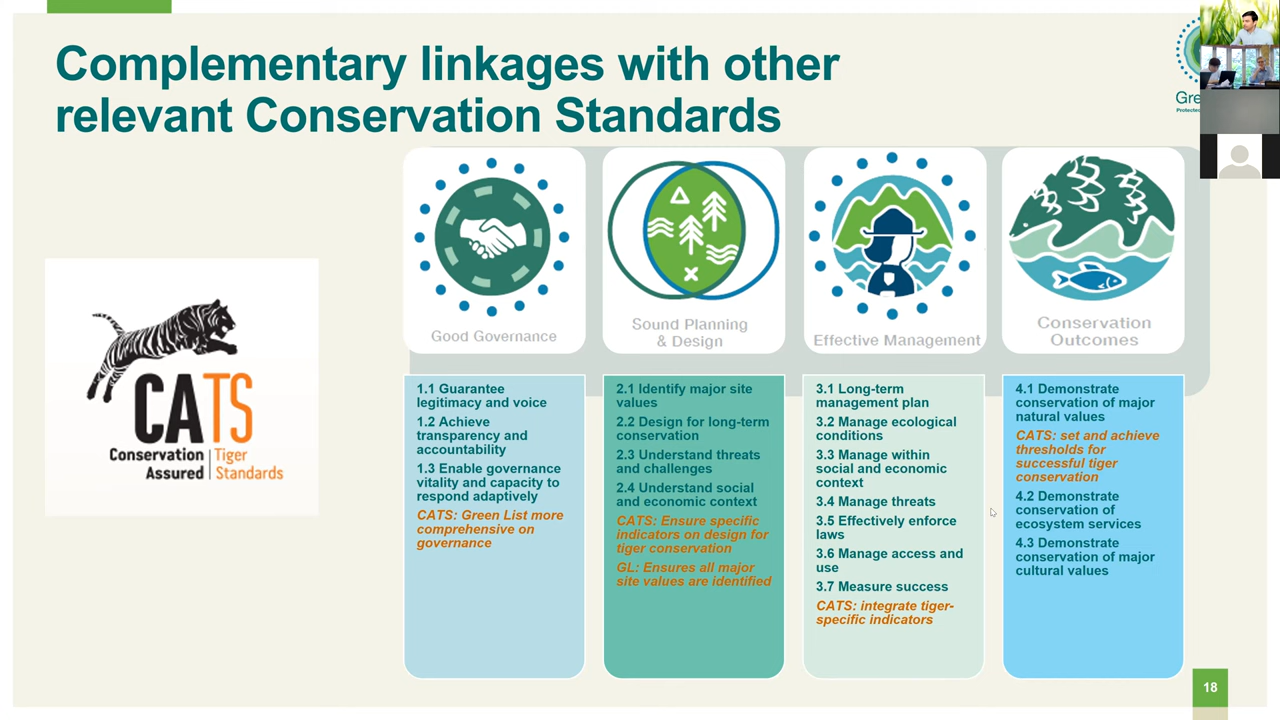 Complementary linkages with other
relevant Conservation Standards
CATS
Conservation
Assured
Tiger
Standards
Good Governance
Sound Planning
& Design
Effective Management
Conservation
Outcomes
1.1 Guarantee
legitimacy and voice
1.2 Achieve
transparency and
accountability
1.3 Enable governance
vitality and capacity to
respond adaptively
CATS: Green List more
comprehensive on
governance
2.1 Identify major site
values
2.2 Design for long-term
conservation
2.3 Understand threats
and challenges
2.4 Understand social
and economic context
CATS: Ensure specific
indicators on design for
tiger conservation
GL: Ensures all major
site values are identified
3.1 Long-term
management plan
3.2 Manage ecological
conditions
3.3 Manage within
social and economic
context
3.4 Manage threats
3.5 Effectively enforce
laws
3.6 Manage access and
use
3.7 Measure success
CATS: integrate tiger-
specific indicators
4.1 Demonstrate
conservation of major
natural values
CATS: set and achieve
thresholds for
successful tiger
conservation
4.2 Demonstrate
conservation of
ecosystem services
4.3 Demonstrate
conservation of major
cultural values
18